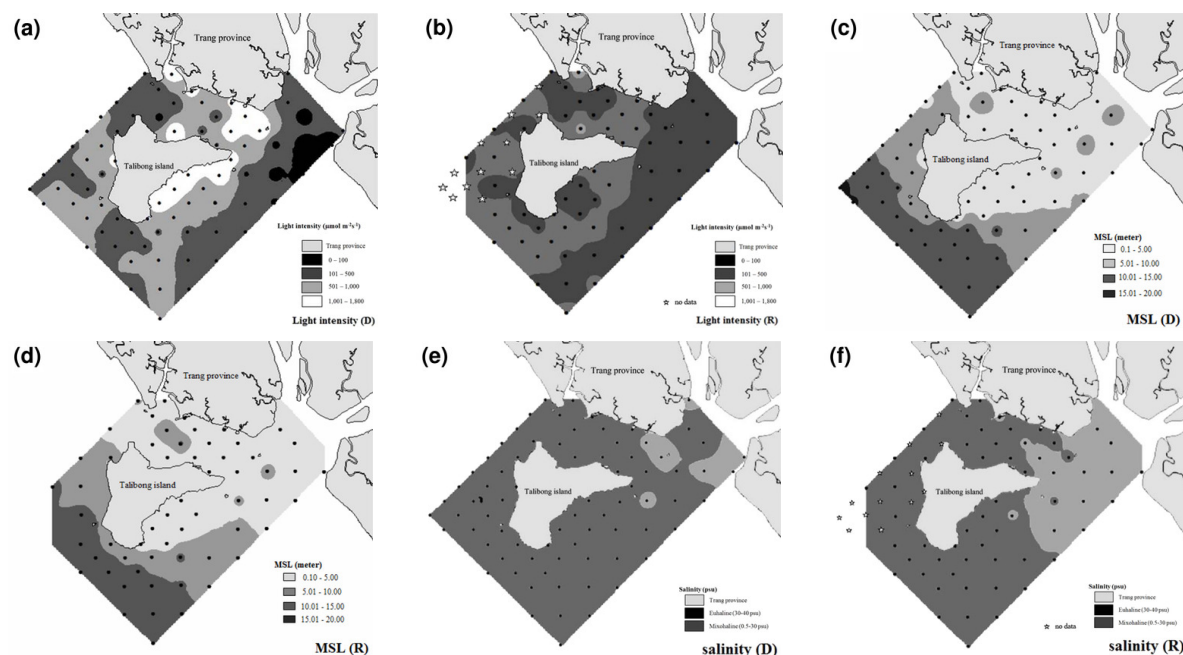 (a)
Trang province
Talibong island
Light intensity (µmol m⁻²s⁻¹)
Trang province
0 – 100
101 – 500
501 – 1,000
1,001 – 1,800
Light intensity (D)
(b)
Trang province
Talibong island
Light intensity (µmol m⁻²s⁻¹)
Trang province
0 – 100
101 – 500
501 – 1,000
1,001 – 1,800
no data
Light intensity (R)
(c)
Trang province
Talibong island
MSL (meter)
0.1 - 5.00
5.01 - 10.00
10.01 - 15.00
15.01 - 20.00
MSL (D)
(d)
Trang province
Talibong island
MSL (meter)
0.10 - 5.00
5.01 - 10.00
10.01 - 15.00
15.01 - 20.00
MSL (R)
(e)
Trang province
Talibong island
Salinity (psu)
Trang province
Euhaline (30-40 psu)
Mixohaline (0.5-30 psu)
salinity (D)
(f)
Trang province
Talibong island
Salinity (psu)
Trang province
Euhaline (30-40 psu)
Mixohaline (0.5-30 psu)
no data
salinity (R)